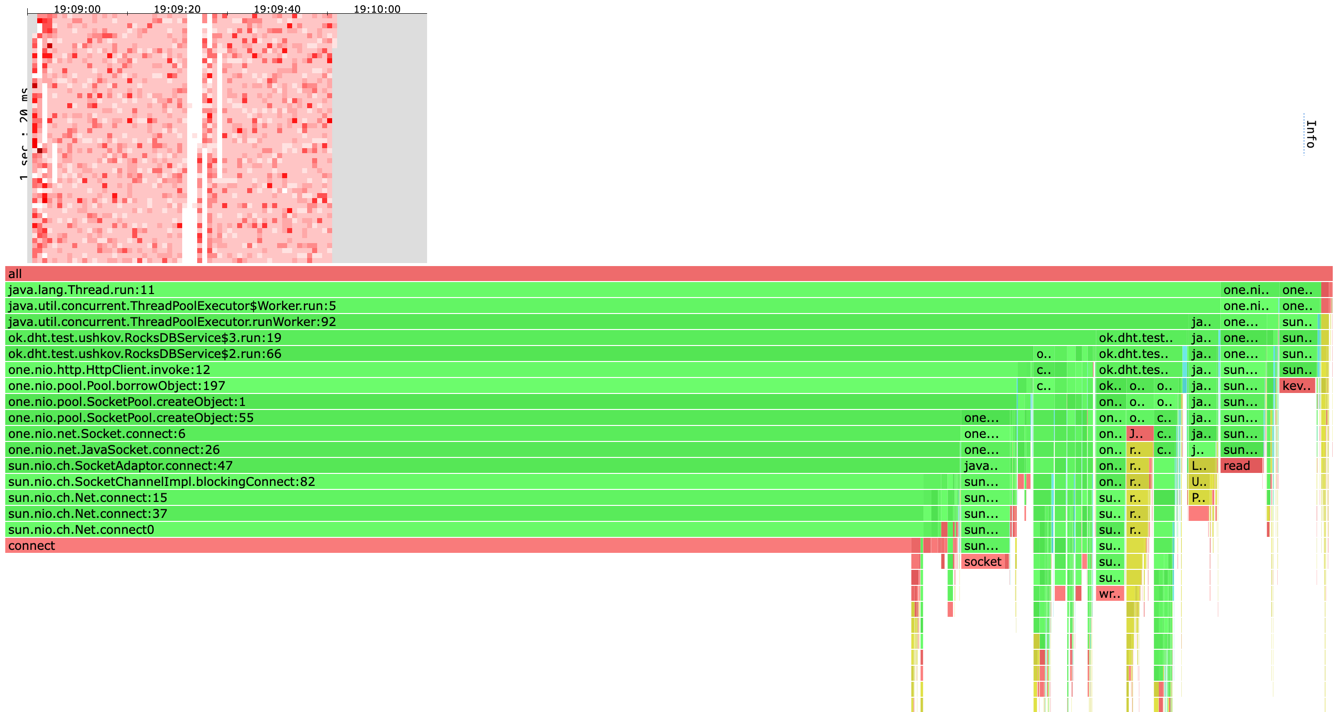 19:09:00 19:09:20 19:09:40 19:10:00
1 sec : 20 ms
Info
all
java.lang.Thread.run:11 one.ni.. one..
java.util.concurrent.ThreadPoolExecutor$Worker.run:5 one.ni.. one..
java.util.concurrent.ThreadPoolExecutor.runWorker:92 ja.. one... sun..
ok.dht.test.ushkov.RocksDBService$3.run:19 ok.dht.test.. ja.. one... sun..
ok.dht.test.ushkov.RocksDBService$2.run:66 o.. ok.dht.tes.. ja.. one... sun..
one.nio.http.HttpClient.invoke:12 c.. ok.dht.tes.. ja.. sun... sun..
one.nio.pool.Pool.borrowObject:197 c.. ok.. o.. o.. ja.. sun... kev..
one.nio.pool.SocketPool.createObject:1 on.. o.. o.. ja.. sun...
one.nio.pool.SocketPool.createObject:55 one... on.. o.. c.. ja.. sun...
one.nio.net.Socket.connect:6 one... on.. J.. c.. ja.. sun...
one.nio.net.JavaSocket.connect:26 one... on.. r.. c.. j.. sun...
sun.nio.ch.SocketAdaptor.connect:47 java.. on.. r.. L.. read
sun.nio.ch.SocketChannelImpl.blockingConnect:82 sun... on.. r.. U..
sun.nio.ch.Net.connect:15 sun... su.. r.. P..
sun.nio.ch.Net.connect:37 sun... su.. r..
sun.nio.ch.Net.connect0 sun... su.. r..
connect sun... su..
socket su..
su..
wr..